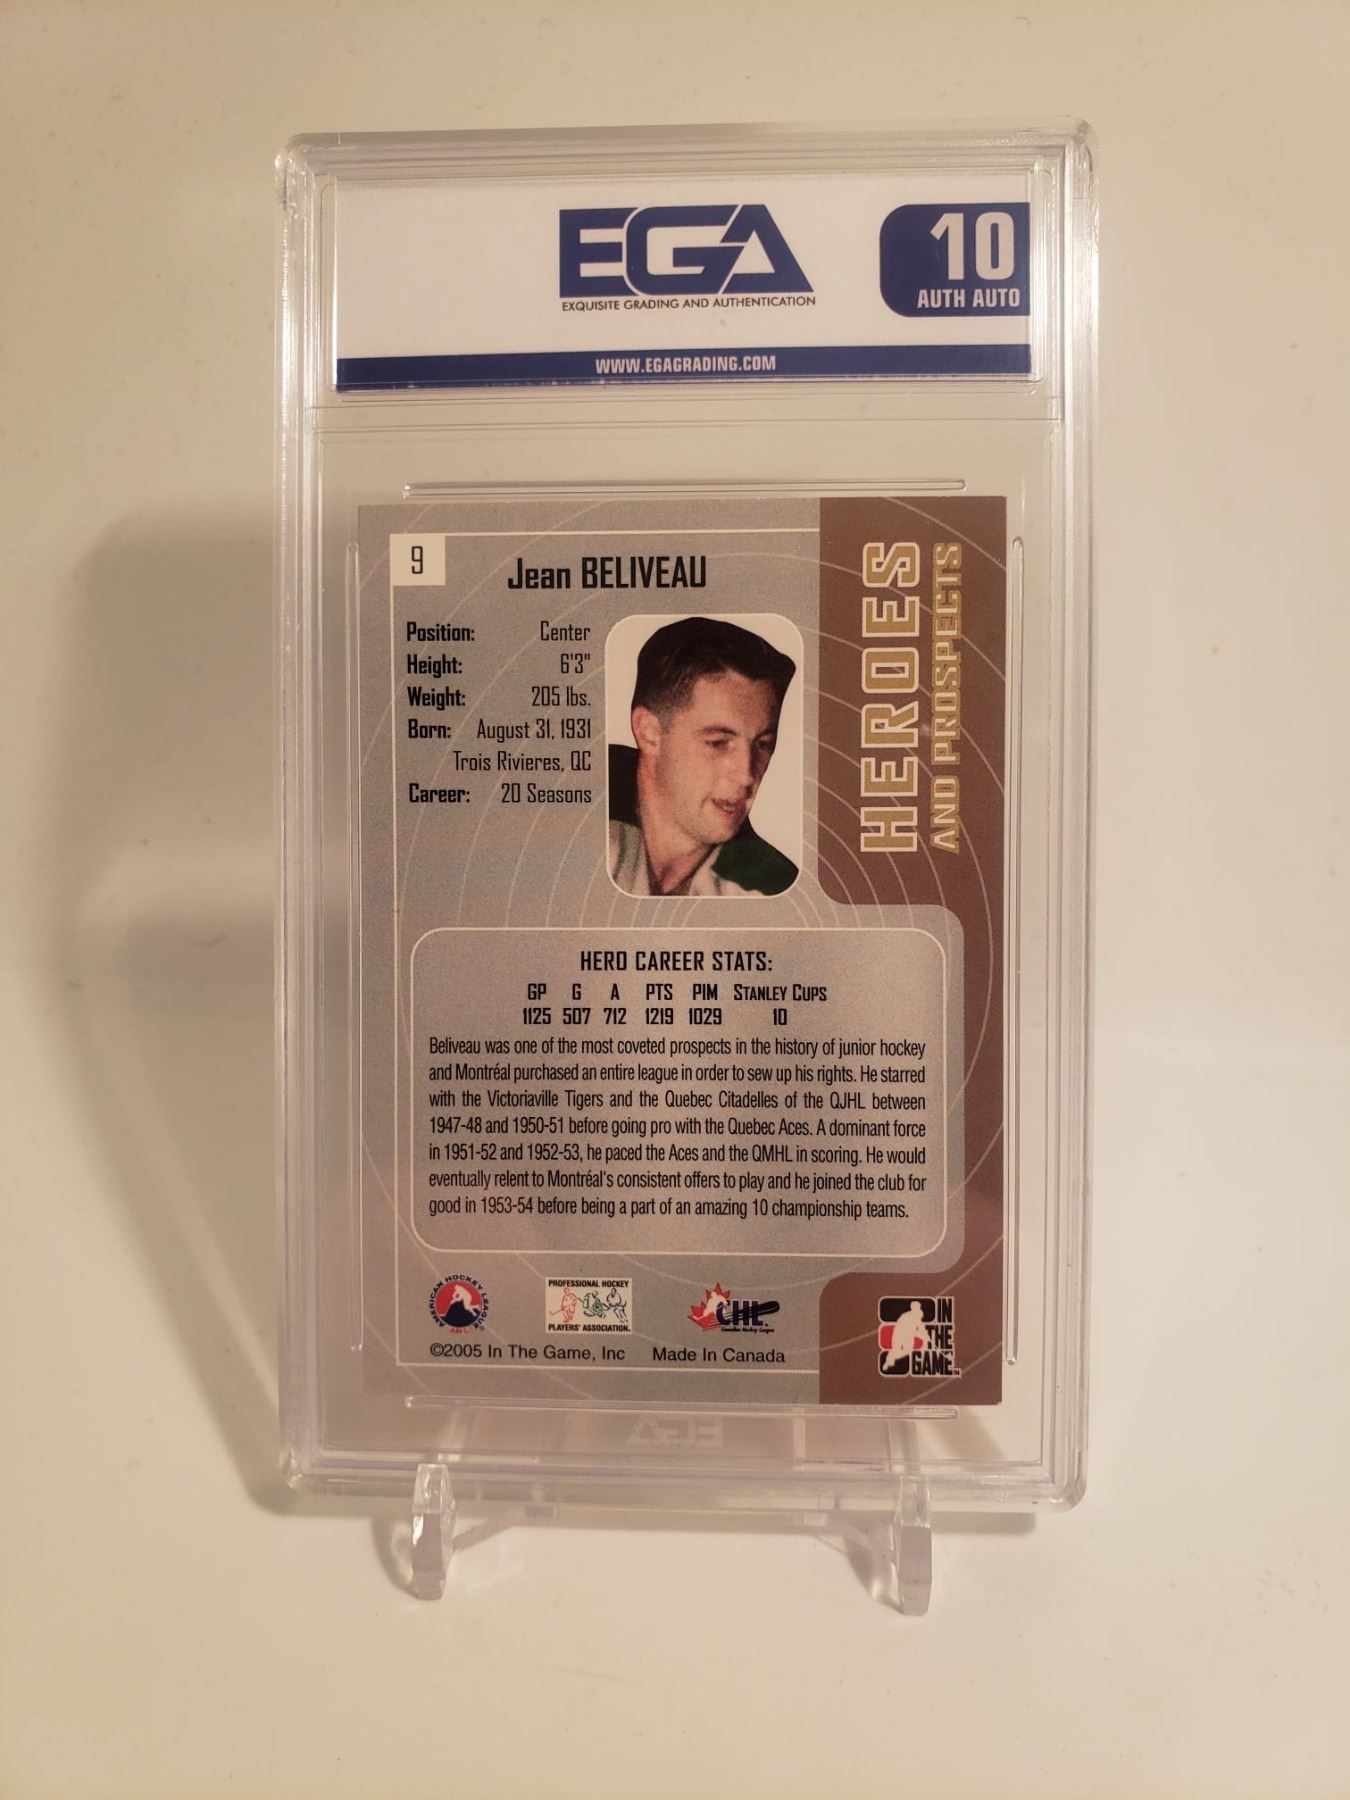 EGA
EXQUISITE GRADING AND AUTHENTICATION
10
AUTH AUTO
WWW.EGAGRADING.COM
9
Jean BELIVEAU
Position: Center
Height: 6'3"
Weight: 205 lbs.
Born: August 31, 1931
Trois Rivieres, QC
Career: 20 Seasons
HEROES
AND PROSPECTS
HERO CAREER STATS:
GP G A PTS PIM STANLEY CUPS
1125 507 712 1219 1029 10
Beliveau was one of the most coveted prospects in the history of junior hockey
and Montréal purchased an entire league in order to sew up his rights. He starred
with the Victoriaville Tigers and the Quebec Citadelles of the QJHL between
1947-48 and 1950-51 before going pro with the Quebec Aces. A dominant force
in 1951-52 and 1952-53, he paced the Aces and the QMHL in scoring. He would
eventually relent to Montréal's consistent offers to play and he joined the club for
good in 1953-54 before being a part of an amazing 10 championship teams.
AMERICAN HOCKEY LEAGUE
AHL
PROFESSIONAL HOCKEY
PLAYERS' ASSOCIATION.
CHL
Canadian Hockey League
IN
THE
GAME
©2005 In The Game, Inc Made In Canada
EGA